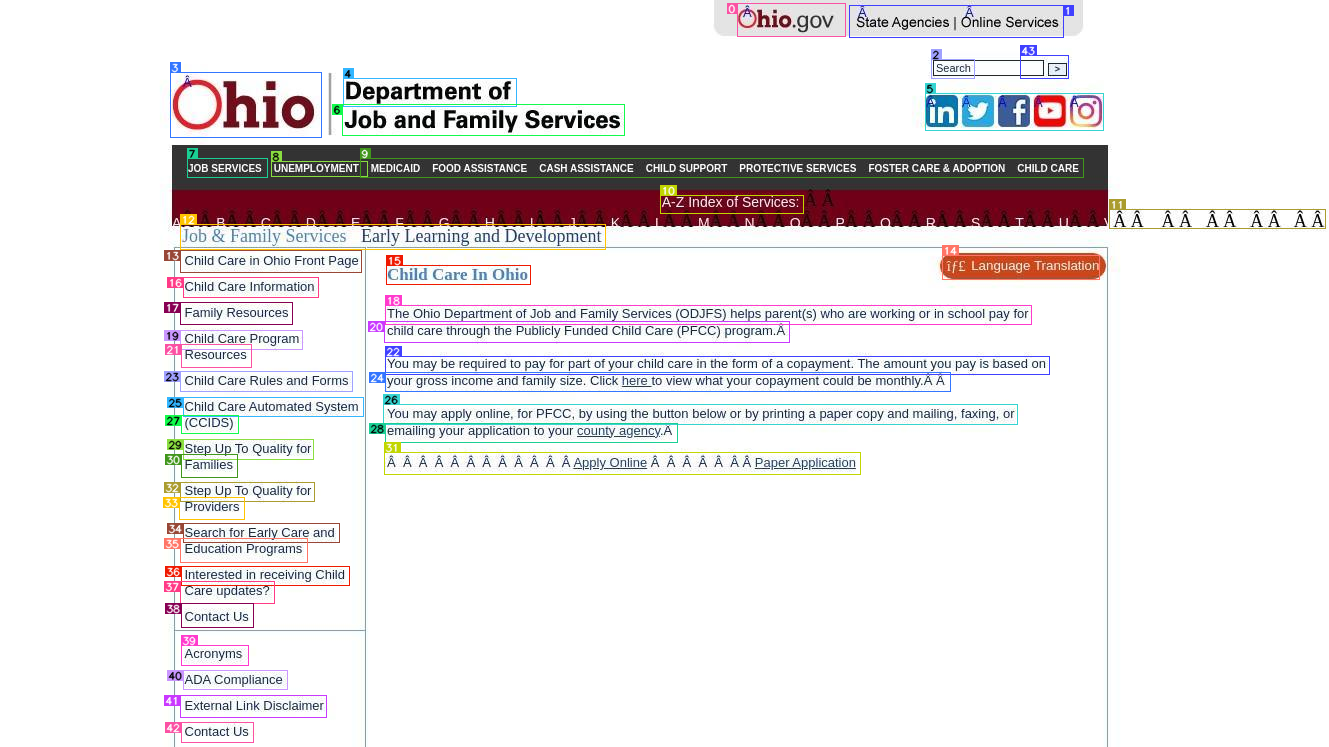 Ohio.gov State Agencies | Online Services
Search >
Ohio Department of
Job and Family Services
JOB SERVICES UNEMPLOYMENT MEDICAID FOOD ASSISTANCE CASH ASSISTANCE CHILD SUPPORT PROTECTIVE SERVICES FOSTER CARE & ADOPTION CHILD CARE
A-Z Index of Services: Â Â
Job & Family Services Early Learning and Development
Child Care in Ohio Front Page
Child Care Information
Family Resources
Child Care Program
Resources
Child Care Rules and Forms
Child Care Automated System
(CCIDS)
Step Up To Quality for
Families
Step Up To Quality for
Providers
Search for Early Care and
Education Programs
Interested in receiving Child
Care updates?
Contact Us
Acronyms
ADA Compliance
External Link Disclaimer
Contact Us
îƒ£ Language Translation
Child Care In Ohio
The Ohio Department of Job and Family Services (ODJFS) helps parent(s) who are working or in school pay for
child care through the Publicly Funded Child Care (PFCC) program.Â
You may be required to pay for part of your child care in the form of a copayment. The amount you pay is based on
your gross income and family size. Click here to view what your copayment could be monthly.Â Â
You may apply online, for PFCC, by using the button below or by printing a paper copy and mailing, faxing, or
emailing your application to your county agency.Â
Â Â Â Â Â Â Â Â Â Â Â Â Apply Online Â Â Â Â Â Â Â Paper Application